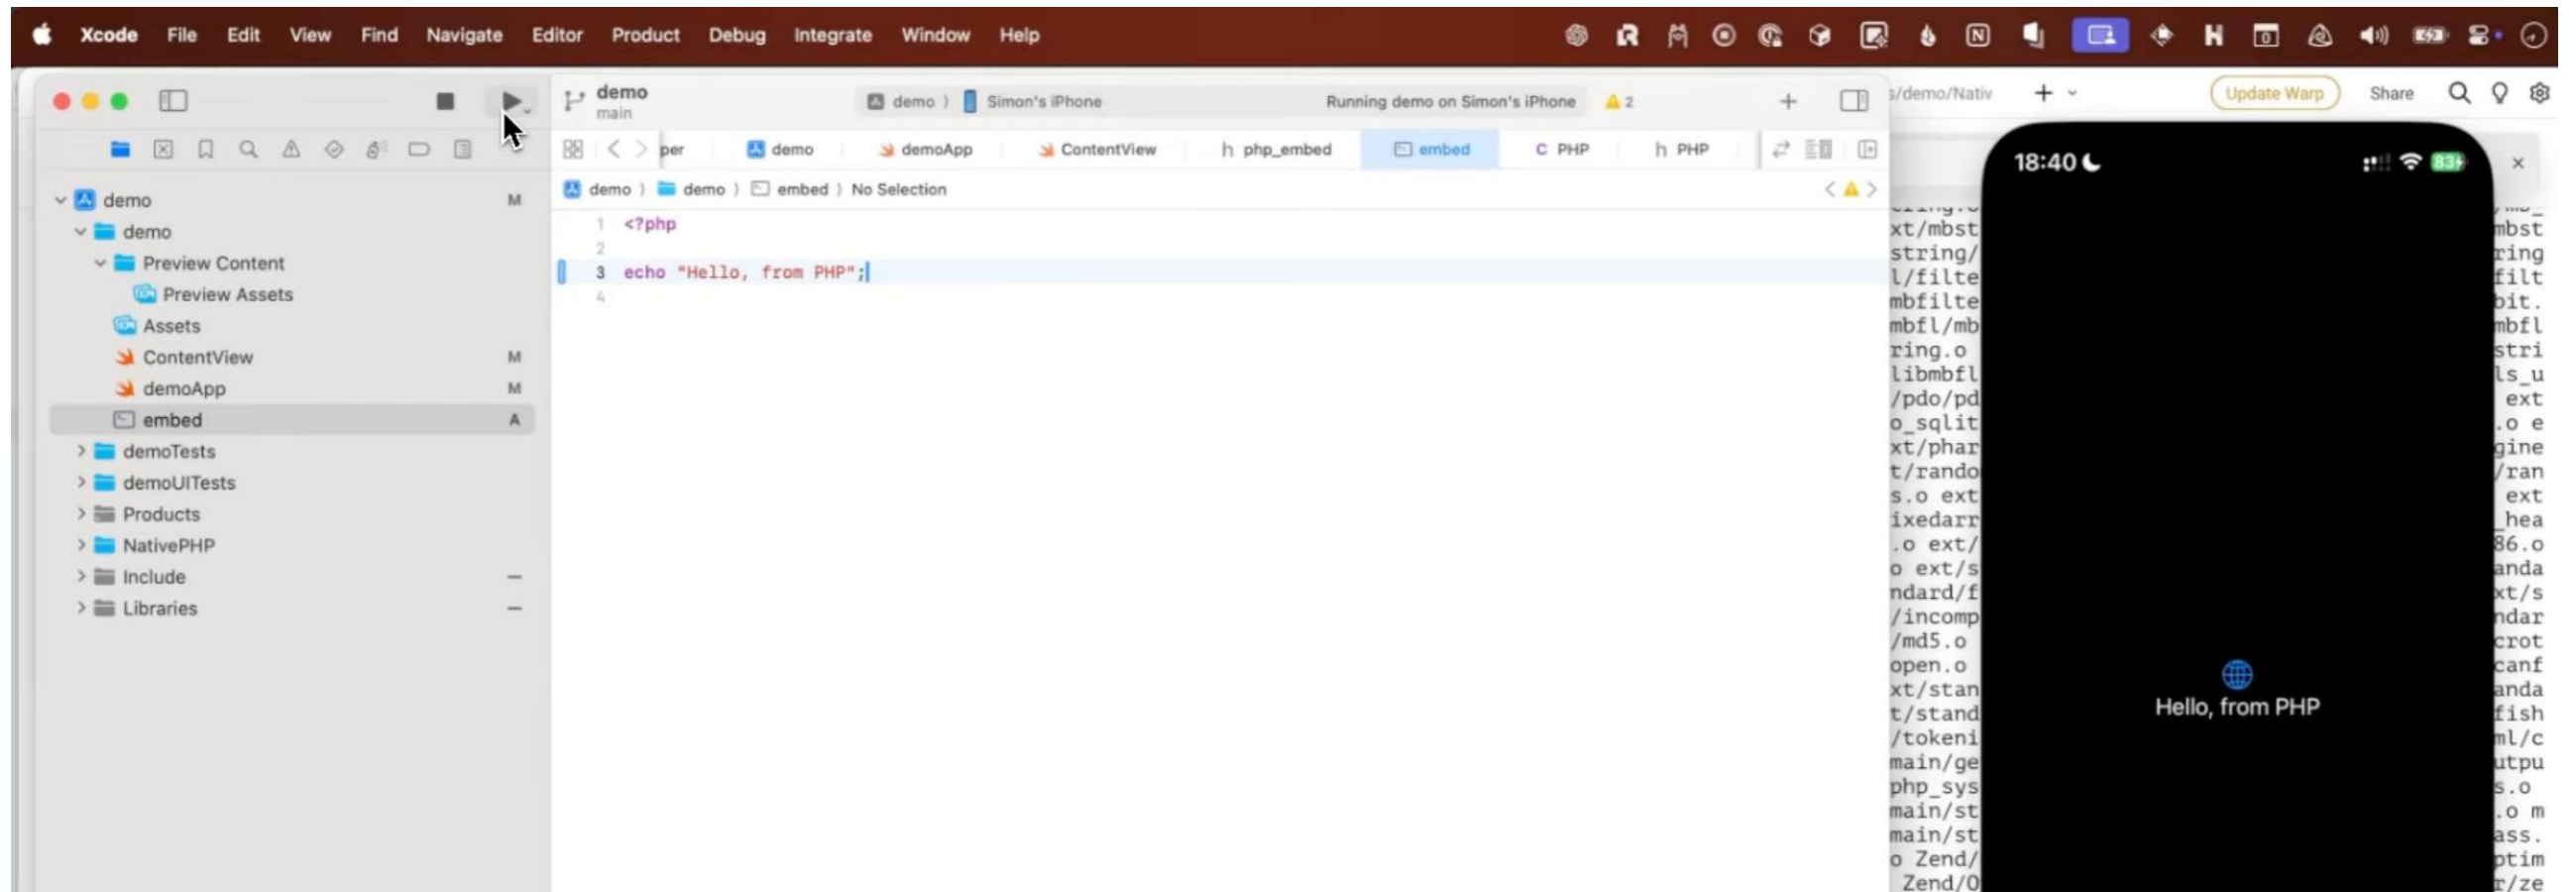 Xcode File Edit View Find Navigate Editor Product Debug Integrate Window Help
demo
main
demo
Simon's iPhone
Running demo on Simon's iPhone
2
s/demo/Nativ
Update Warp
Share
per
demo
demoApp
ContentView
h php_embed
embed
C PHP
h PHP
demo
demo
embed
No Selection
demo M
demo
Preview Content
Preview Assets
Assets
ContentView M
demoApp M
embed A
demoTests
demoUITests
Products
NativePHP
Include
Libraries
1 <?php
2
3 echo "Hello, from PHP";
4
xt/mbst
string/
l/filte
mbfilte
mbfl/mb
ring.o
libmbfl
/pdo/pd
o_sqlit
xt/phar
t/rando
s.o ext
ixedarr
.o ext/
o ext/s
ndard/f
/incomp
/md5.o
open.o
xt/stan
t/stand
/tokeni
main/ge
php_sys
main/st
main/st
o Zend/
Zend/O
18:40
83
Hello, from PHP
mbst
ring
filt
bit.
mbfl
stri
ls_u
ext
.o e
gine
/ran
ext
_hea
86.o
anda
xt/s
ndar
crot
canf
anda
fish
ml/c
utpu
s.o
.o m
ass.
ptim
r/ze